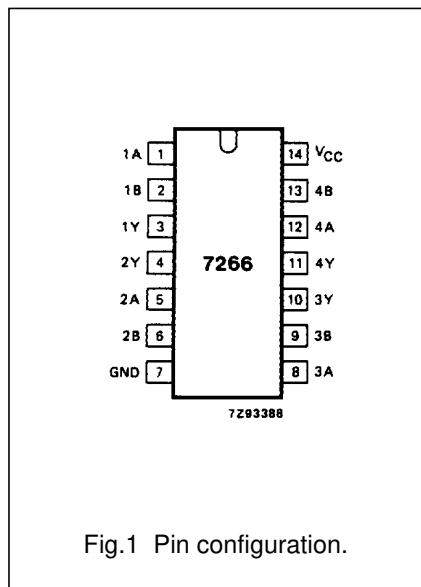 1A 1 14 VCC
1B 2 13 4B
1Y 3 12 4A
2Y 4 7266 11 4Y
2A 5 10 3Y
2B 6 9 3B
GND 7 8 3A
7Z93388
Fig.1 Pin configuration.